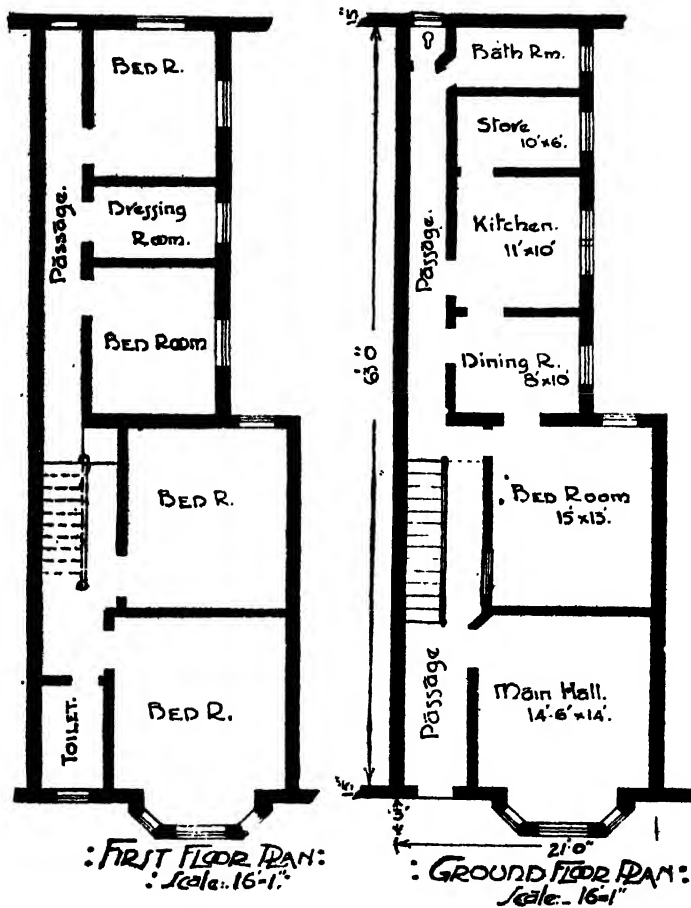 BED R.
Dressing
Room.
Passage.
BED ROOM
BED R.
BED R.
TOILET.
: FIRST FLOOR PLAN :
: Scale:. 16'=1".
Bath Rm.
Store
10'x6'.
Passage.
Kitchen.
11'x10'
Dining R.
8'x10'
63'.0"
BED ROOM
15'x13'.
Passage
Main Hall.
14'-6'x14'.
21'0"
: GROUND FLOOR PLAN :
Scale:- 16=1"